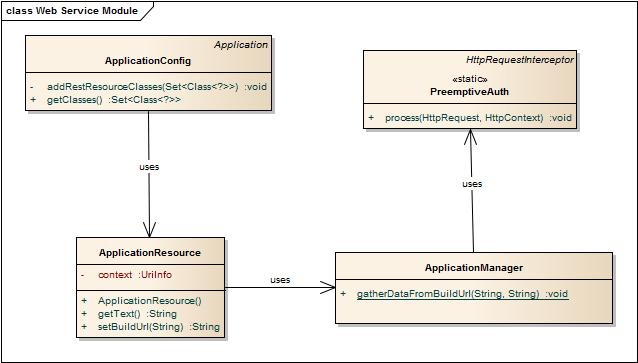 class Web Service Module
Application
ApplicationConfig
- addRestResourceClasses(Set<Class<?>>) :void
+ getClasses() :Set<Class<?>>
HttpRequestInterceptor
«static»
PreemptiveAuth
+ process(HttpRequest, HttpContext) :void
uses
uses
ApplicationResource
- context :UriInfo
+ ApplicationResource()
+ getText() :String
+ setBuildUrl(String) :String
uses
ApplicationManager
+ gatherDataFromBuildUrl(String, String) :void